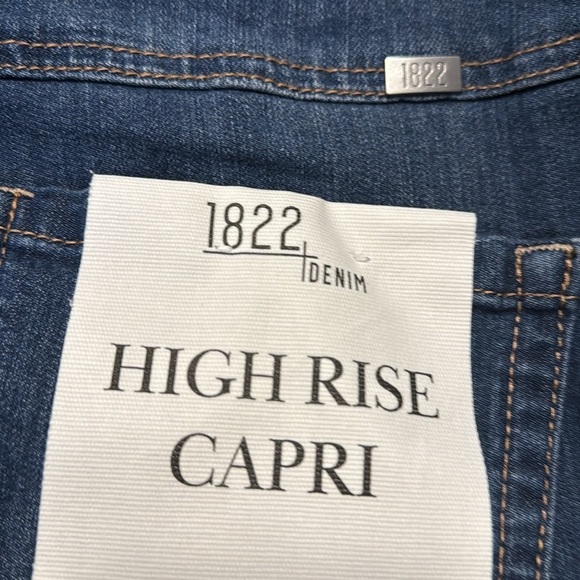 1822
1822
DENIM
HIGH RISE
CAPRI